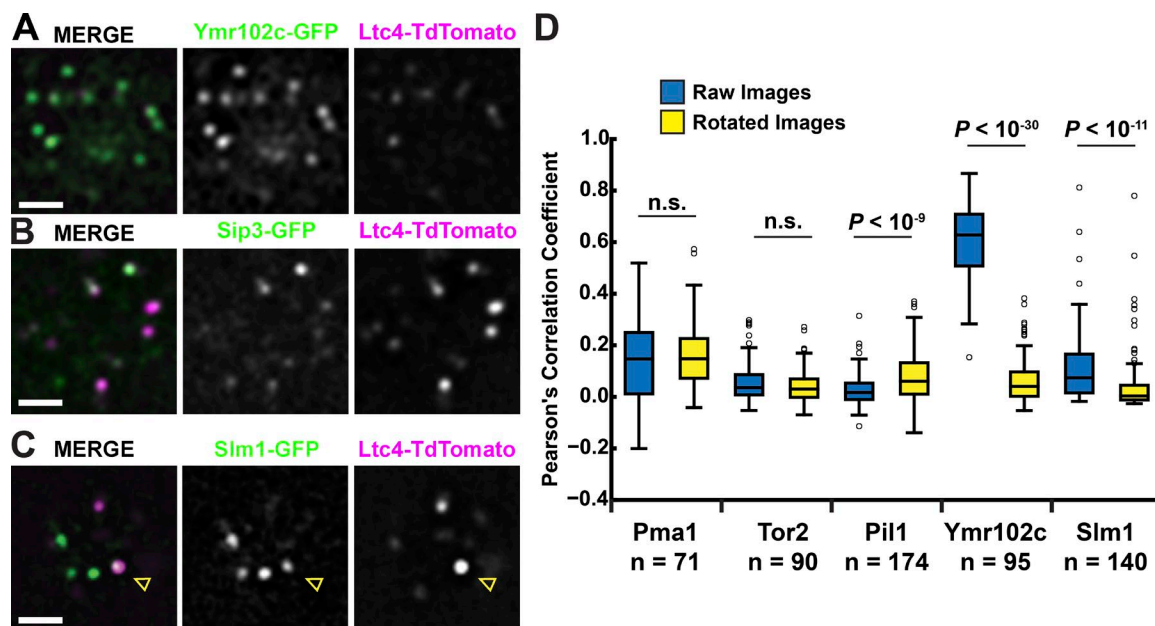 A
MERGE Ymr102c-GFP Ltc4-TdTomato
B
MERGE Sip3-GFP Ltc4-TdTomato
C
MERGE Slm1-GFP Ltc4-TdTomato
D
Raw Images
Rotated Images
Pearson's Correlation Coefficient
1.0
0.8
0.6
0.4
0.2
0.0
−0.2
−0.4
n.s.
n.s.
P < 10⁻⁹
P < 10⁻³⁰
P < 10⁻¹¹
Pma1 Tor2 Pil1 Ymr102c Slm1
n = 71 n = 90 n = 174 n = 95 n = 140